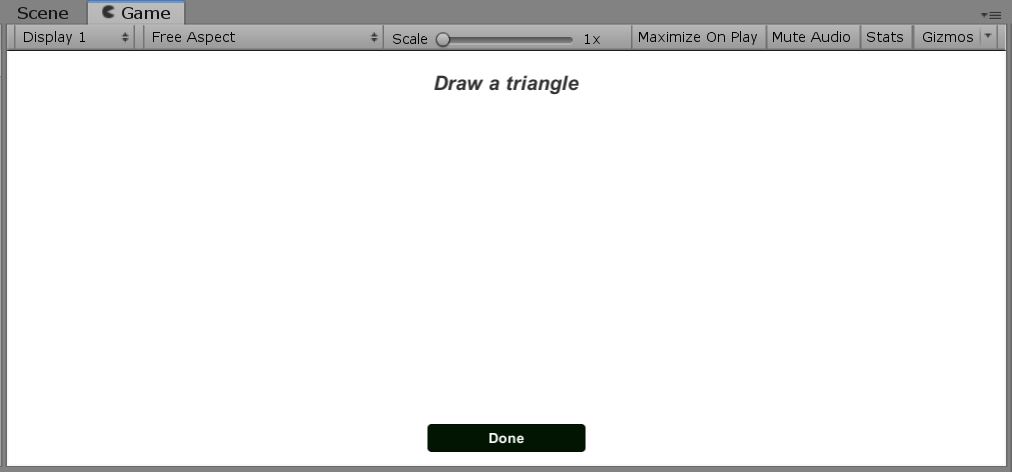 Scene Game
Display 1 Free Aspect Scale 1x Maximize On Play Mute Audio Stats Gizmos
Draw a triangle
Done